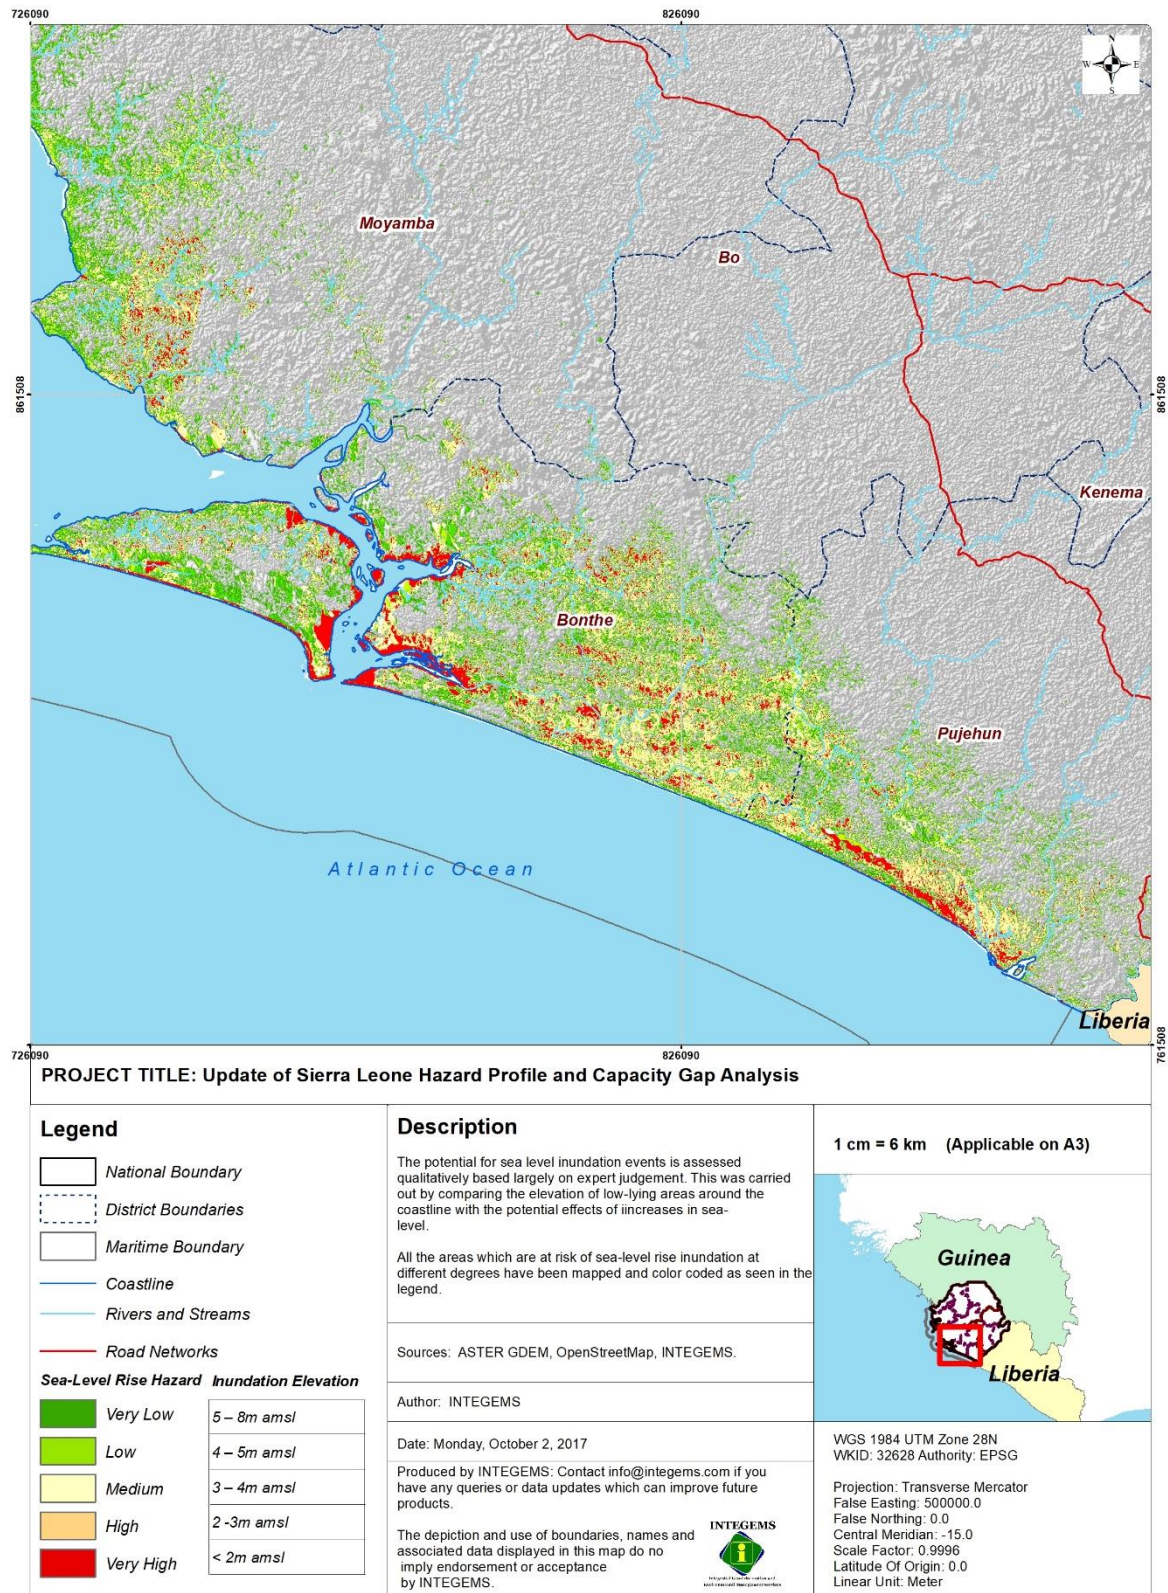 726090
826090
N
W
E
S
Moyamba
Bo
861508
861508
Kenema
Bonthe
Pujehun
Atlantic Ocean
Liberia
726090
826090
761508
PROJECT TITLE: Update of Sierra Leone Hazard Profile and Capacity Gap Analysis
Legend
National Boundary
District Boundaries
Maritime Boundary
Coastline
Rivers and Streams
Road Networks
Sea-Level Rise Hazard Inundation Elevation
Very Low 5 – 8m amsl
Low 4 – 5m amsl
Medium 3 – 4m amsl
High 2 -3m amsl
Very High < 2m amsl
Description
The potential for sea level inundation events is assessed
qualitatively based largely on expert judgement. This was carried
out by comparing the elevation of low-lying areas around the
coastline with the potential effects of iincreases in sea-
level.
All the areas which are at risk of sea-level rise inundation at
different degrees have been mapped and color coded as seen in the
legend.
Sources: ASTER GDEM, OpenStreetMap, INTEGEMS.
Author: INTEGEMS
Date: Monday, October 2, 2017
Produced by INTEGEMS: Contact info@integems.com if you
have any queries or data updates which can improve future
products.
The depiction and use of boundaries, names and
associated data displayed in this map do no
imply endorsement or acceptance
by INTEGEMS.
INTEGEMS
1 cm = 6 km (Applicable on A3)
Guinea
Liberia
WGS 1984 UTM Zone 28N
WKID: 32628 Authority: EPSG
Projection: Transverse Mercator
False Easting: 500000.0
False Northing: 0.0
Central Meridian: -15.0
Scale Factor: 0.9996
Latitude Of Origin: 0.0
Linear Unit: Meter